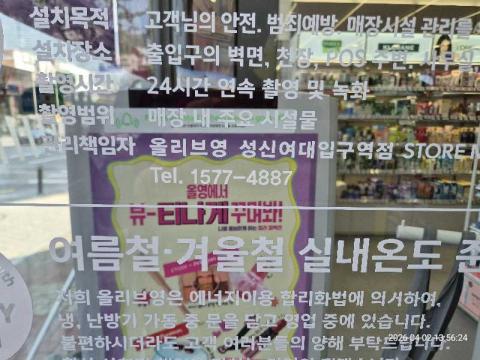 설치목적 고객님의 안전. 범죄예방, 매장시설 관리를
설치장소 출입구의 벽면, 천장, POS 주변
촬영시간 24시간 연속 촬영 및 녹화
촬영범위 매장 내 주요 시설물
관리책임자 올리브영 성신여대입구역점 STORE M
Tel. 1577-4887
올영에서
뷰-티나게 꾸며봐!
여름철·겨울철 실내온도 준
저희 올리브영은 에너지이용 합리화법에 의거하여,
냉, 난방기 가동 중 문을 닫고 영업 중에 있습니다.
불편하시더라도 고객 여러분들의 양해 부탁드립니다.
2026-04-02 13:56:24